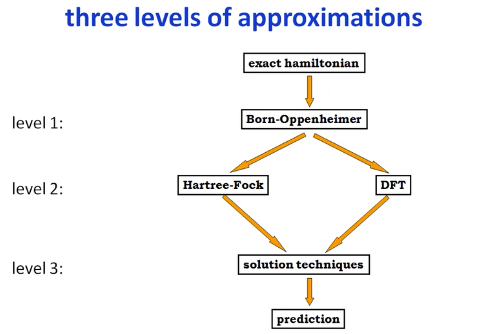 three levels of approximations
exact hamiltonian
level 1:
Born-Oppenheimer
level 2:
Hartree-Fock
DFT
level 3:
solution techniques
prediction